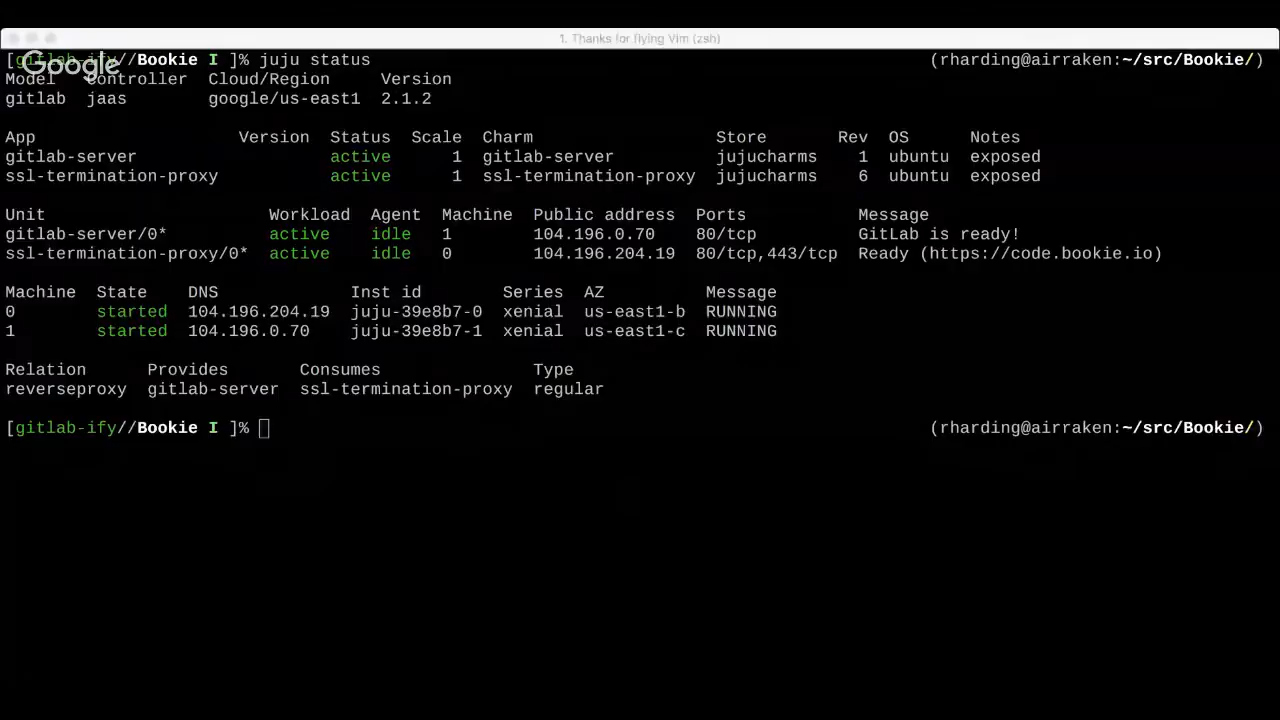 1. Thanks for flying Vim (zsh)
[gitlab-ify//Bookie I ]% juju status (rharding@airraken:~/src/Bookie/)
Google
Model Controller Cloud/Region Version
gitlab jaas google/us-east1 2.1.2
App Version Status Scale Charm Store Rev OS Notes
gitlab-server active 1 gitlab-server jujucharms 1 ubuntu exposed
ssl-termination-proxy active 1 ssl-termination-proxy jujucharms 6 ubuntu exposed
Unit Workload Agent Machine Public address Ports Message
gitlab-server/0* active idle 1 104.196.0.70 80/tcp GitLab is ready!
ssl-termination-proxy/0* active idle 0 104.196.204.19 80/tcp,443/tcp Ready (https://code.bookie.io)
Machine State DNS Inst id Series AZ Message
0 started 104.196.204.19 juju-39e8b7-0 xenial us-east1-b RUNNING
1 started 104.196.0.70 juju-39e8b7-1 xenial us-east1-c RUNNING
Relation Provides Consumes Type
reverseproxy gitlab-server ssl-termination-proxy regular
[gitlab-ify//Bookie I ]% (rharding@airraken:~/src/Bookie/)